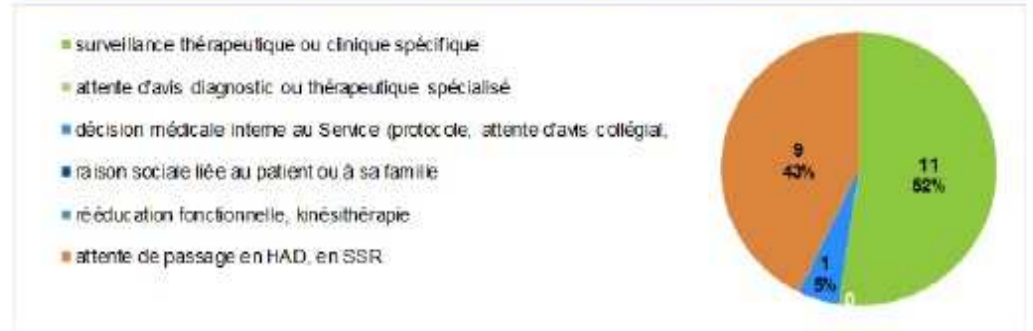 surveillance thérapeutique ou clinique spécifique
attente d'avis diagnostic ou thérapeutique spécialisé
décision médicale interne au Service (protocole, attente d'avis collégial,
raison sociale liée au patient ou à sa famille
rééducation fonctionnelle, kinésithérapie
attente de passage en HAD, en SSR
9
43%
11
52%
1
5%
0